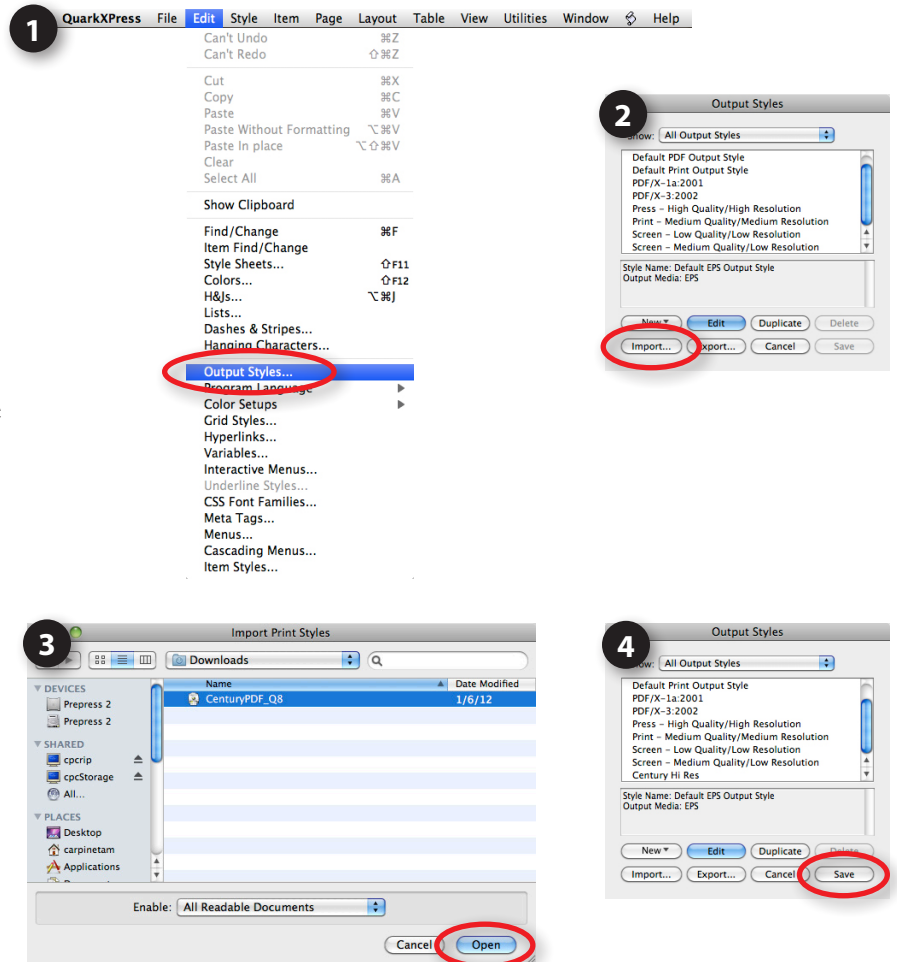 1
QuarkXPress File Edit Style Item Page Layout Table View Utilities Window Help
Can't Undo ⌘Z
Can't Redo ⇧⌘Z
Cut ⌘X
Copy ⌘C
Paste ⌘V
Paste Without Formatting ⌥⌘V
Paste In place ⌥⇧⌘V
Clear
Select All ⌘A
Show Clipboard
Find/Change ⌘F
Item Find/Change
Style Sheets... ⇧F11
Colors... ⇧F12
H&Js... ⌥⌘J
Lists...
Dashes & Stripes...
Hanging Characters...
Output Styles...
Program Language
Color Setups
Grid Styles...
Hyperlinks...
Variables...
Interactive Menus...
Underline Styles...
CSS Font Families...
Meta Tags...
Menus...
Cascading Menus...
Item Styles...
2
Output Styles
Show: All Output Styles
Default PDF Output Style
Default Print Output Style
PDF/X-1a:2001
PDF/X-3:2002
Press - High Quality/High Resolution
Print - Medium Quality/Medium Resolution
Screen - Low Quality/Low Resolution
Screen - Medium Quality/Low Resolution
Style Name: Default EPS Output Style
Output Media: EPS
New Edit Duplicate Delete
Import... Export... Cancel Save
3
Import Print Styles
Downloads
Name Date Modified
CenturyPDF_Q8 1/6/12
DEVICES
Prepress 2
Prepress 2
SHARED
cpcrip
cpcStorage
All...
PLACES
Desktop
carpinetam
Applications
Enable: All Readable Documents
Cancel Open
4
Output Styles
Show: All Output Styles
Default Print Output Style
PDF/X-1a:2001
PDF/X-3:2002
Press - High Quality/High Resolution
Print - Medium Quality/Medium Resolution
Screen - Low Quality/Low Resolution
Screen - Medium Quality/Low Resolution
Century Hi Res
Style Name: Default EPS Output Style
Output Media: EPS
New Edit Duplicate Delete
Import... Export... Cancel Save